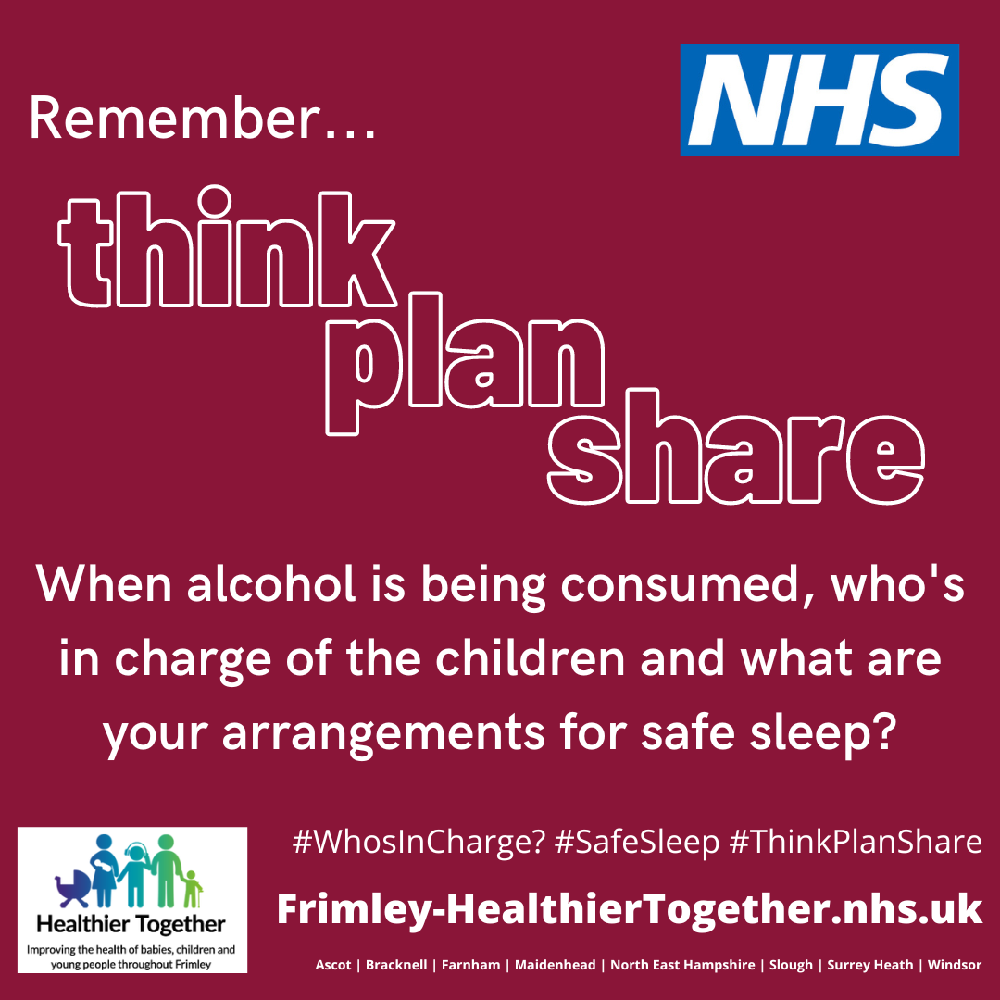 Remember...
NHS
think
plan
share
When alcohol is being consumed, who's
in charge of the children and what are
your arrangements for safe sleep?
#WhosInCharge? #SafeSleep #ThinkPlanShare
Frimley-HealthierTogether.nhs.uk
Ascot | Bracknell | Farnham | Maidenhead | North East Hampshire | Slough | Surrey Heath | Windsor
Healthier Together
Improving the health of babies, children and
young people throughout Frimley